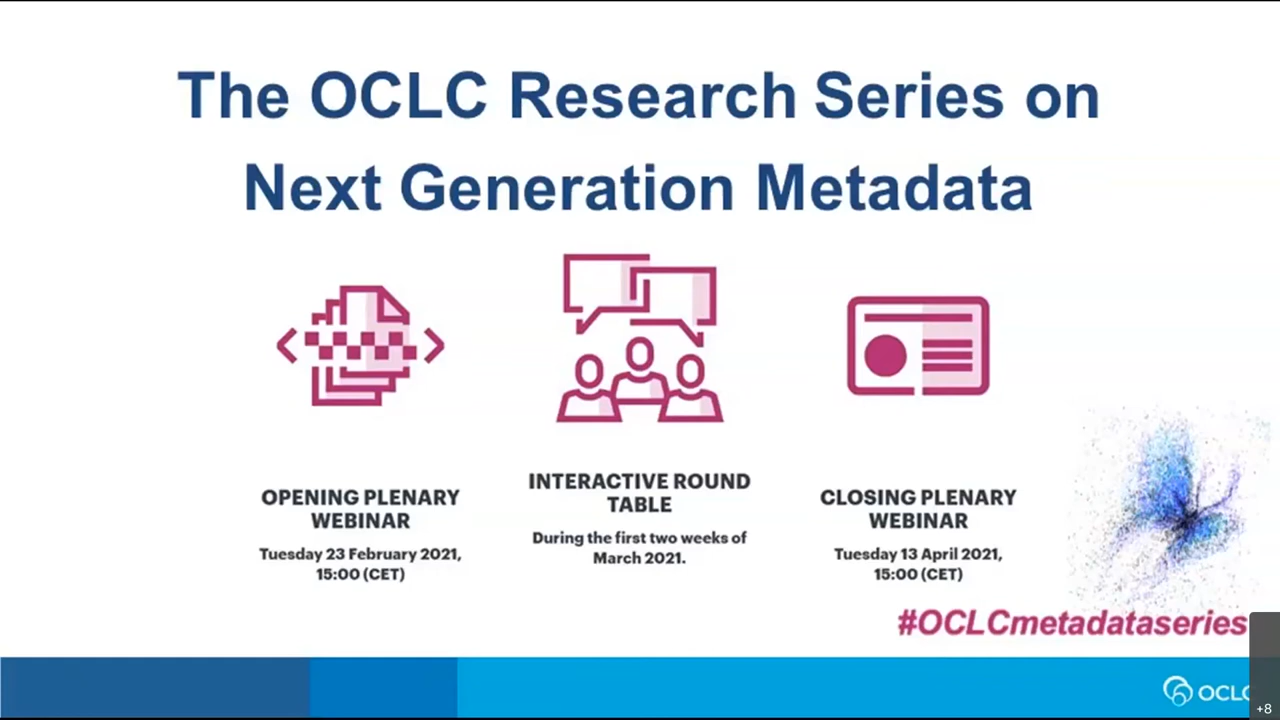 The OCLC Research Series on
Next Generation Metadata
OPENING PLENARY
WEBINAR
Tuesday 23 February 2021,
15:00 (CET)
INTERACTIVE ROUND
TABLE
During the first two weeks of
March 2021.
CLOSING PLENARY
WEBINAR
Tuesday 13 April 2021,
15:00 (CET)
#OCLCmetadataseries
OCLC
+8